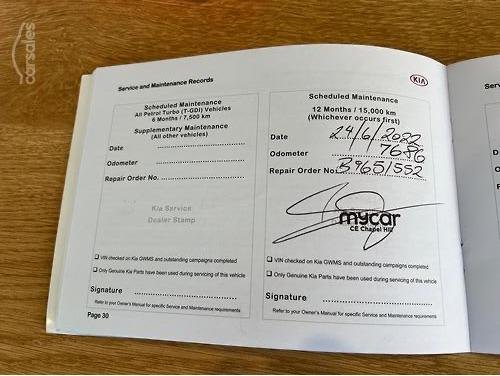 carsales
Service and Maintenance Records
KIA
Scheduled Maintenance
All Petrol Turbo (T-GDI) Vehicles
6 Months / 7,500 km
Supplementary Maintenance
(All other vehicles)
Date
Odometer
Repair Order No.
Kia Service
Dealer Stamp
VIN checked on Kia GWMS and outstanding campaigns completed
Only Genuine Kia Parts have been used during servicing of this vehicle
Signature
Refer to your Owner's Manual for specific Service and Maintenance requirements
Page 30
Scheduled Maintenance
12 Months / 15,000 km
(Whichever occurs first)
Date 24/6/2022
Odometer 7686
Repair Order No. B9651552
mycar
CE Chapel Hill
VIN checked on Kia GWMS and outstanding campaigns completed
Only Genuine Kia Parts have been used during servicing of this vehicle
Signature
Refer to your Owner's Manual for specific Service and Maintenance requirements